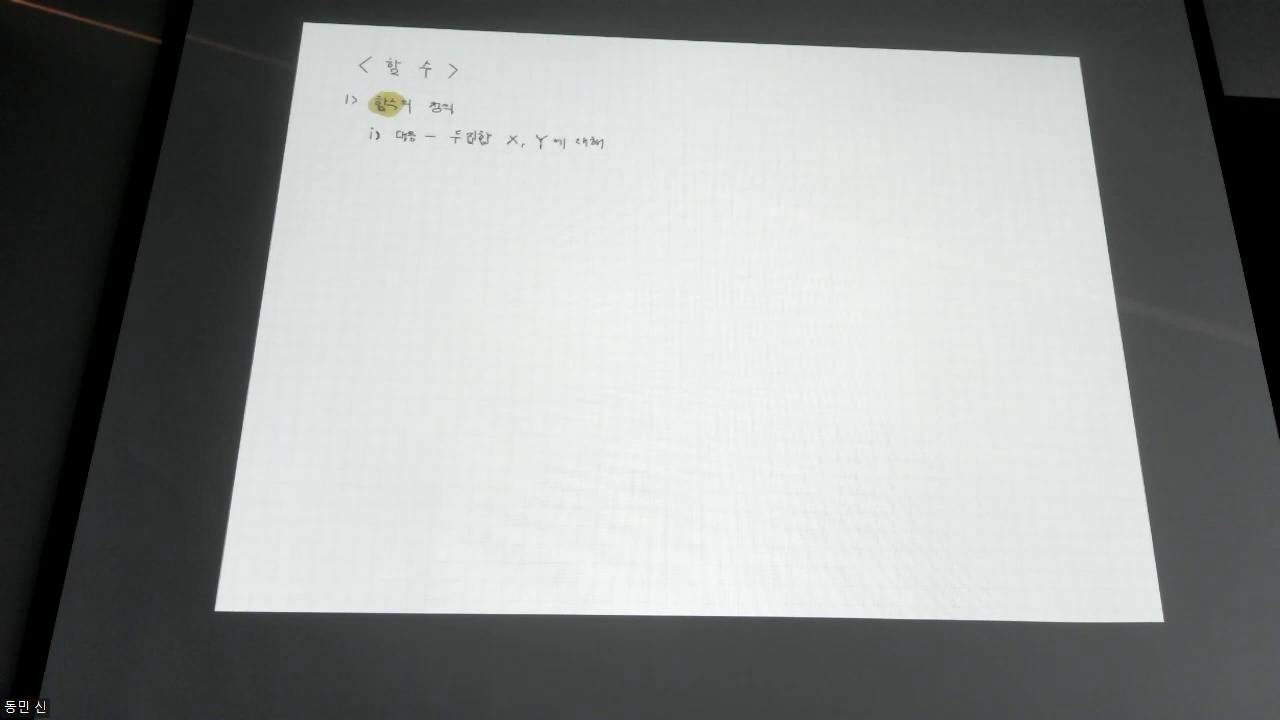 < 함 수 >
1) 함수의 정의
i) 대응 - 두 집합 X, Y에 대해
동민 신